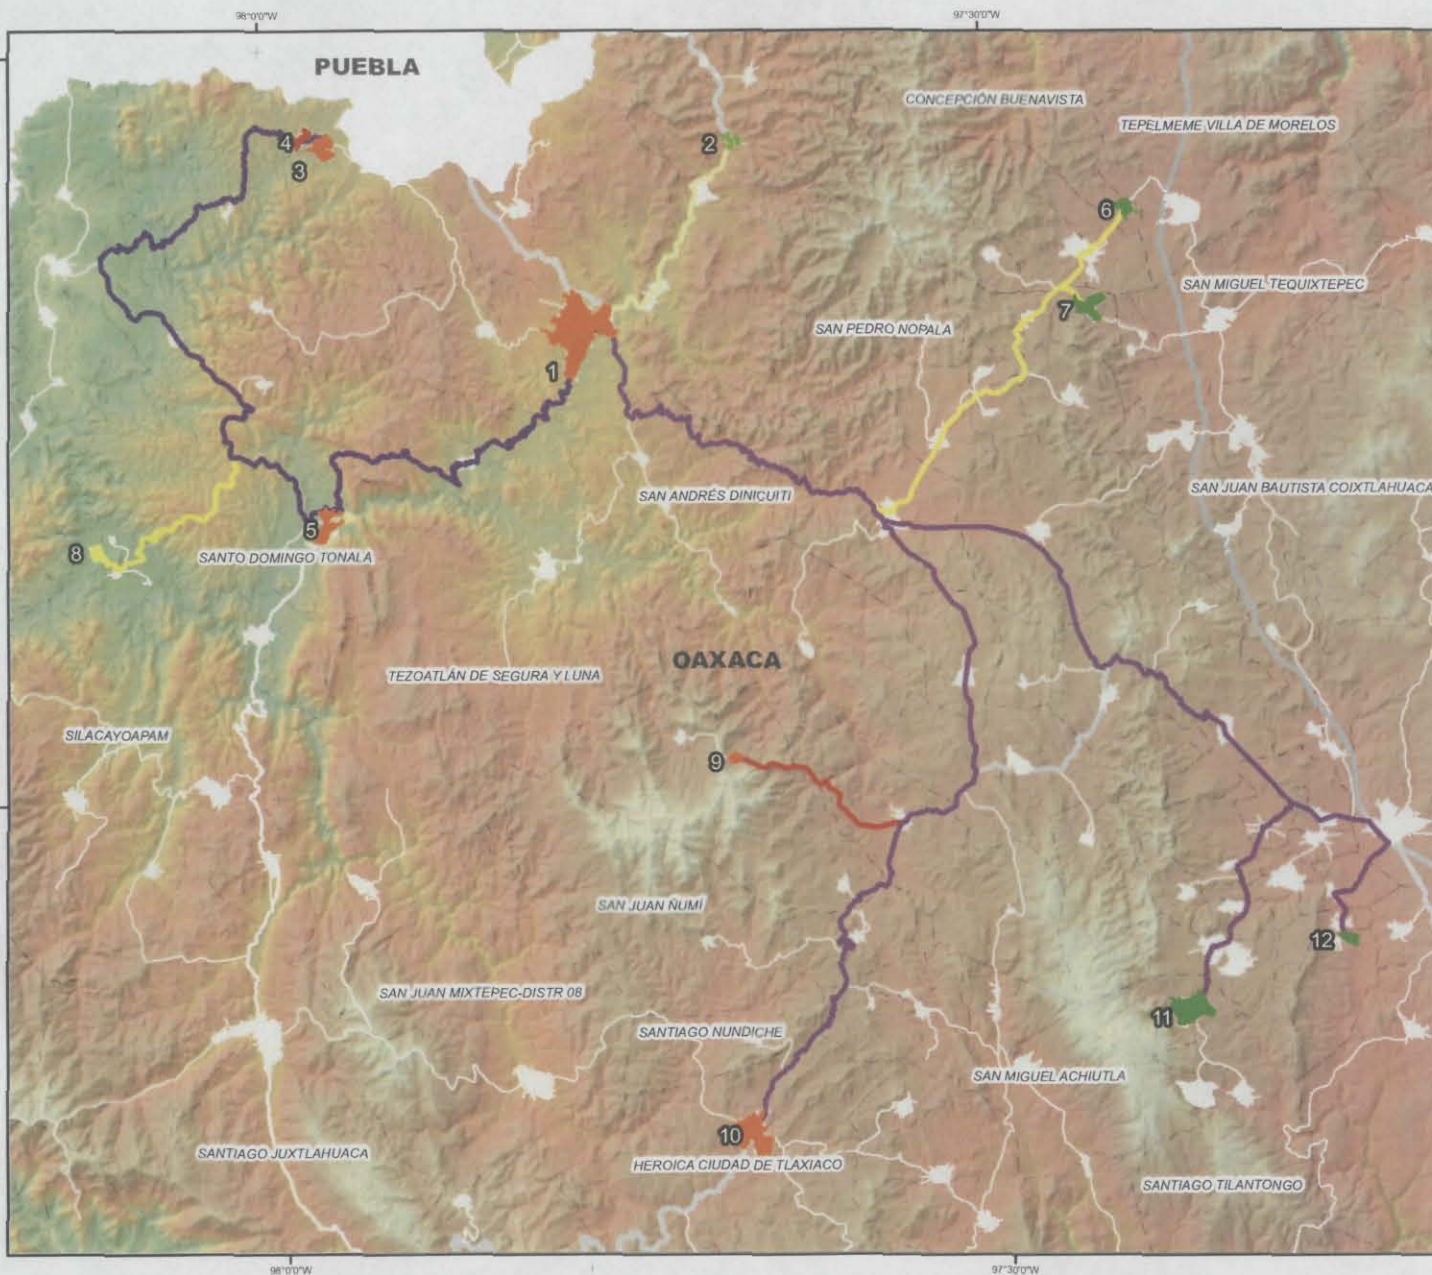 98°0'0"W
97°30'0"W
PUEBLA
CONCEPCIÓN BUENAVISTA
TEPELMEME VILLA DE MORELOS
4
3
2
6
SAN MIGUEL TEQUIXTEPEC
7
SAN PEDRO NOPALA
1
SAN ANDRÉS DINICUITI
SAN JUAN BAUTISTA COIXTLAHUACA
5
8
SANTO DOMINGO TONALA
OAXACA
TEZOATLÁN DE SEGURA Y LUNA
SILACAYOAPAM
9
SAN JUAN ÑUMÍ
12
SAN JUAN MIXTEPEC-DISTR 08
11
SANTIAGO NUNDICHE
SAN MIGUEL ACHIUTLA
10
SANTIAGO JUXTLAHUACA
HEROICA CIUDAD DE TLAXIACO
SANTIAGO TILANTONGO
98°0'0"W
97°30'0"W